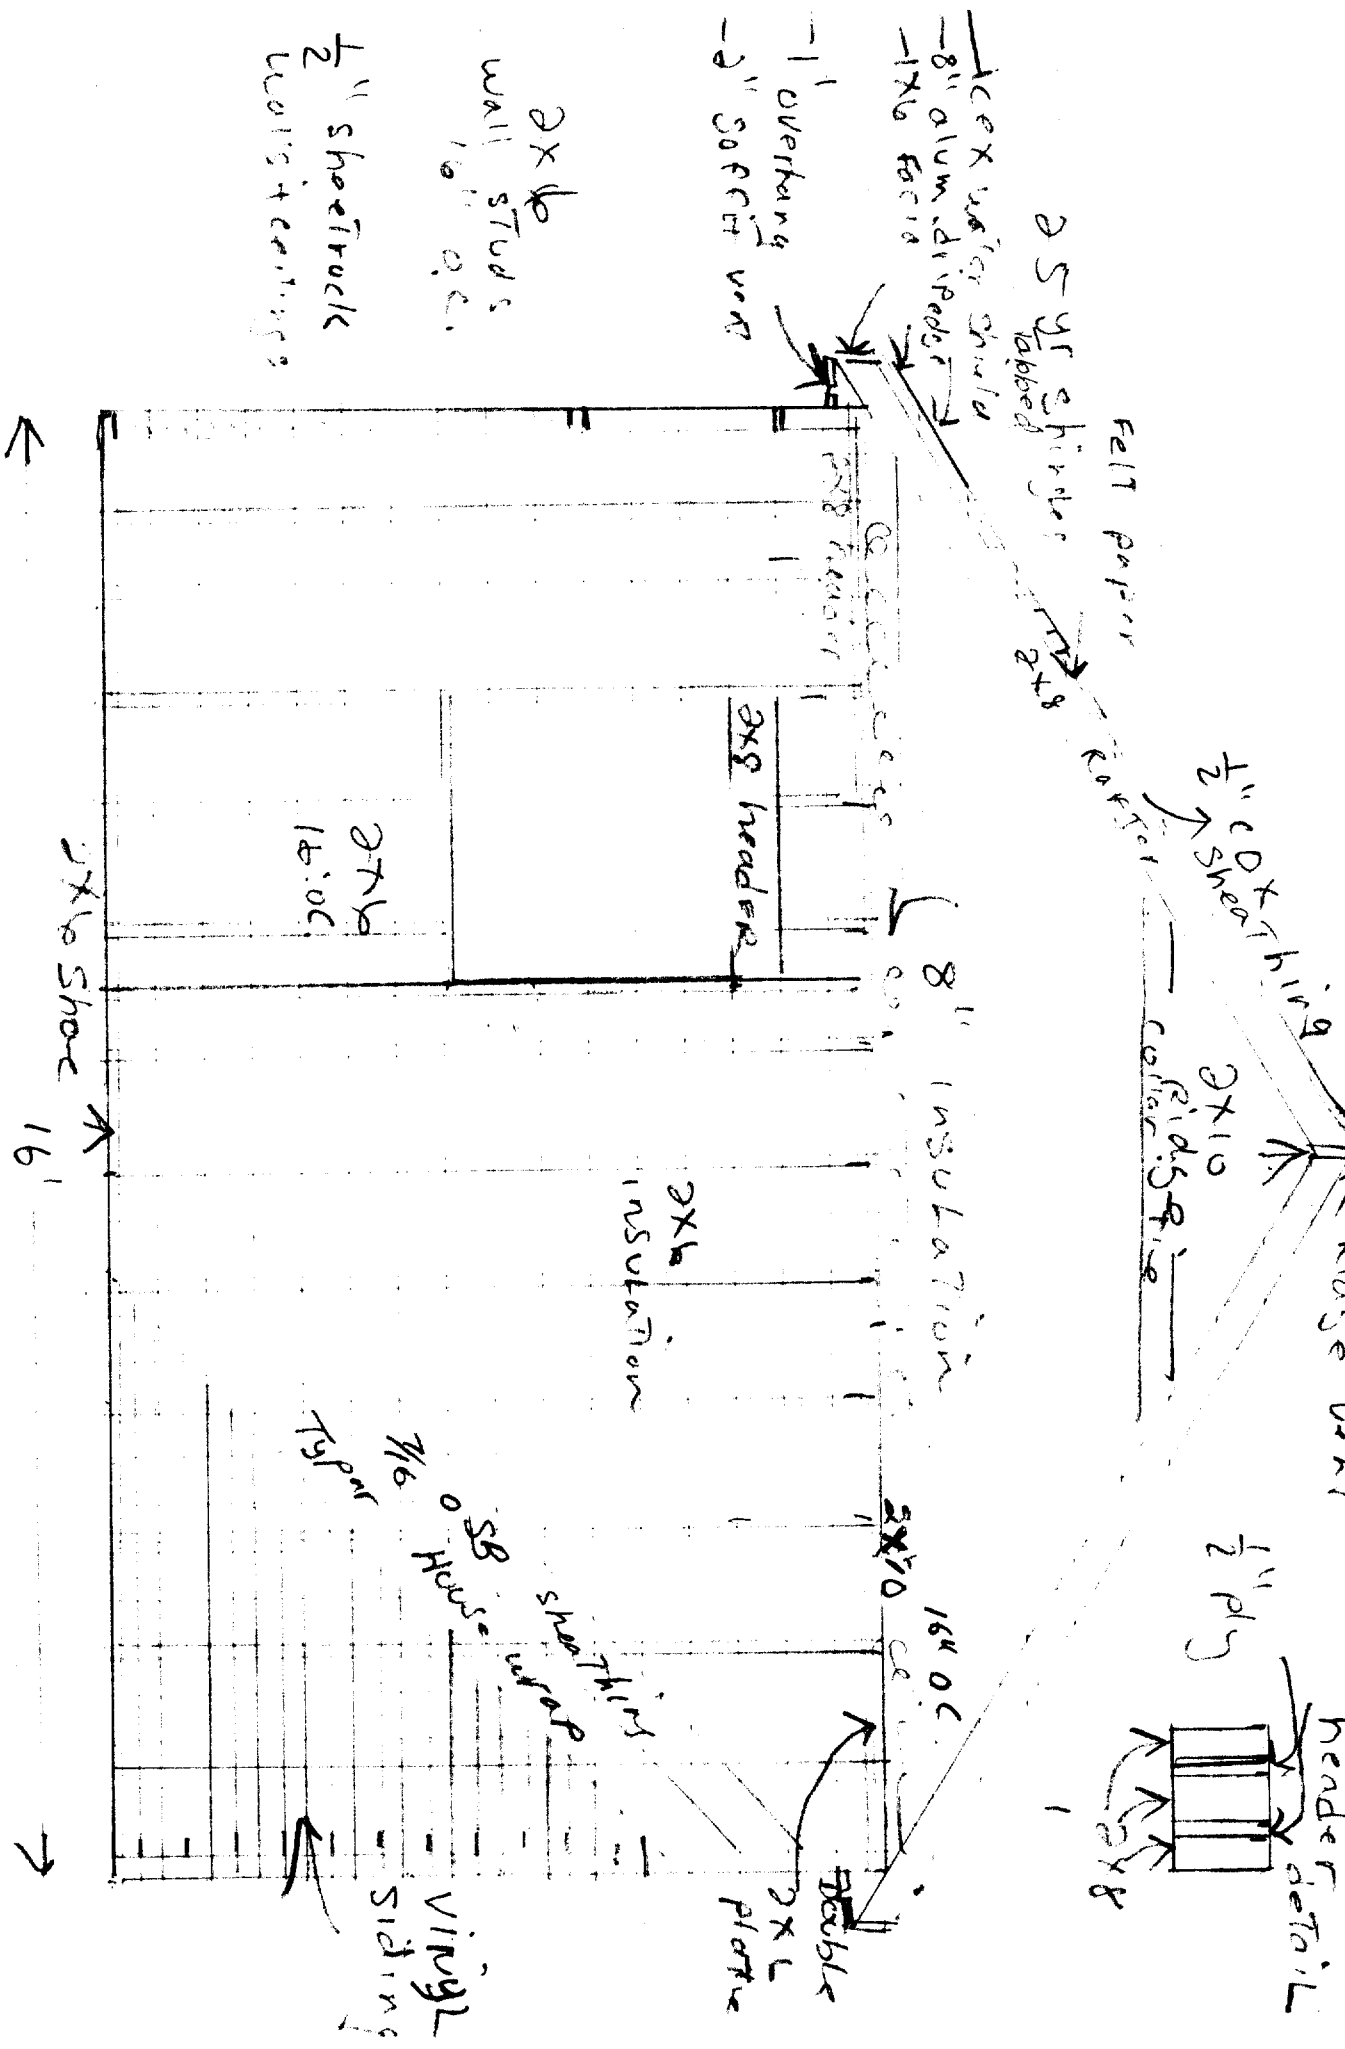 Ridge vent
header detail
1/2" ply
2x8
1/2" CDX
sheathing
2x10
Ridge
collar tie
Felt paper
25-yr shingles
tabbed
ice x water shield
-8" alum. dripedge
-1x6 Facia
-1' overhang
-2" Soffit vent
2x8 Rafter
8" insulation
2x10 16" OC
2x8 header
2x8 headER
Double
2x6
plate
2x6
wall studs
16" o.c.
1/2" sheetrock
walls + ceilings
2x6
16" OC
2x6
insulation
sheathing
7/16 OSB
House wrap
Typar
Vinyl
Siding
2x6 Shoe
16'